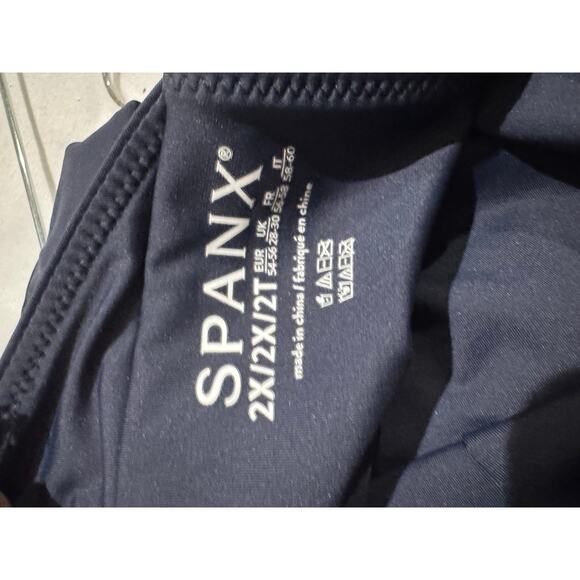 SPANX®
2X/2X/2T
EUR UK FR IT
54-56 28-30 56-58 58-60
made in china / fabriqué en chine